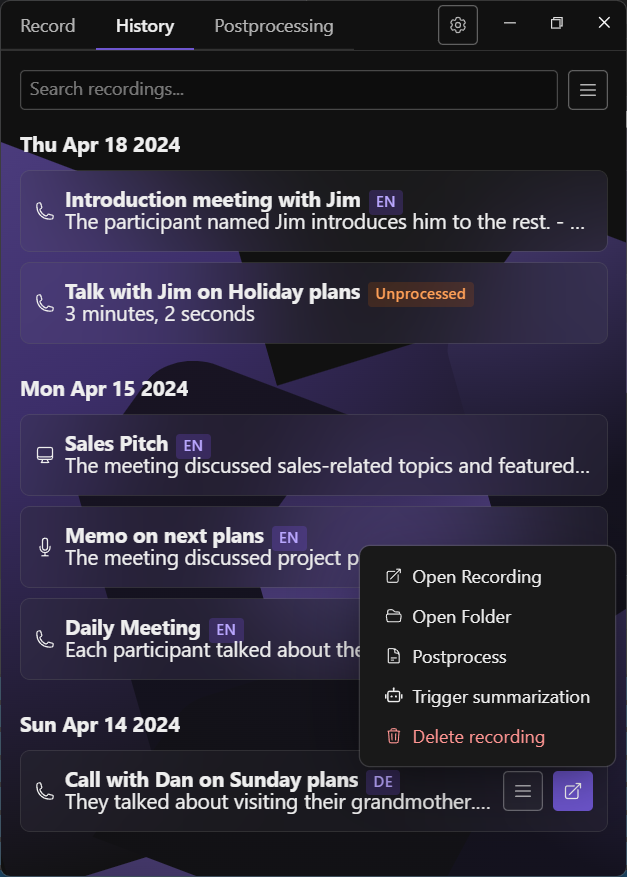 Record History Postprocessing
Search recordings...
Thu Apr 18 2024
Introduction meeting with Jim EN
The participant named Jim introduces him to the rest. - ...
Talk with Jim on Holiday plans Unprocessed
3 minutes, 2 seconds
Mon Apr 15 2024
Sales Pitch EN
The meeting discussed sales-related topics and featured...
Memo on next plans EN
The meeting discussed project p
Daily Meeting EN
Each participant talked about the
Open Recording
Open Folder
Postprocess
Trigger summarization
Delete recording
Sun Apr 14 2024
Call with Dan on Sunday plans DE
They talked about visiting their grandmother....